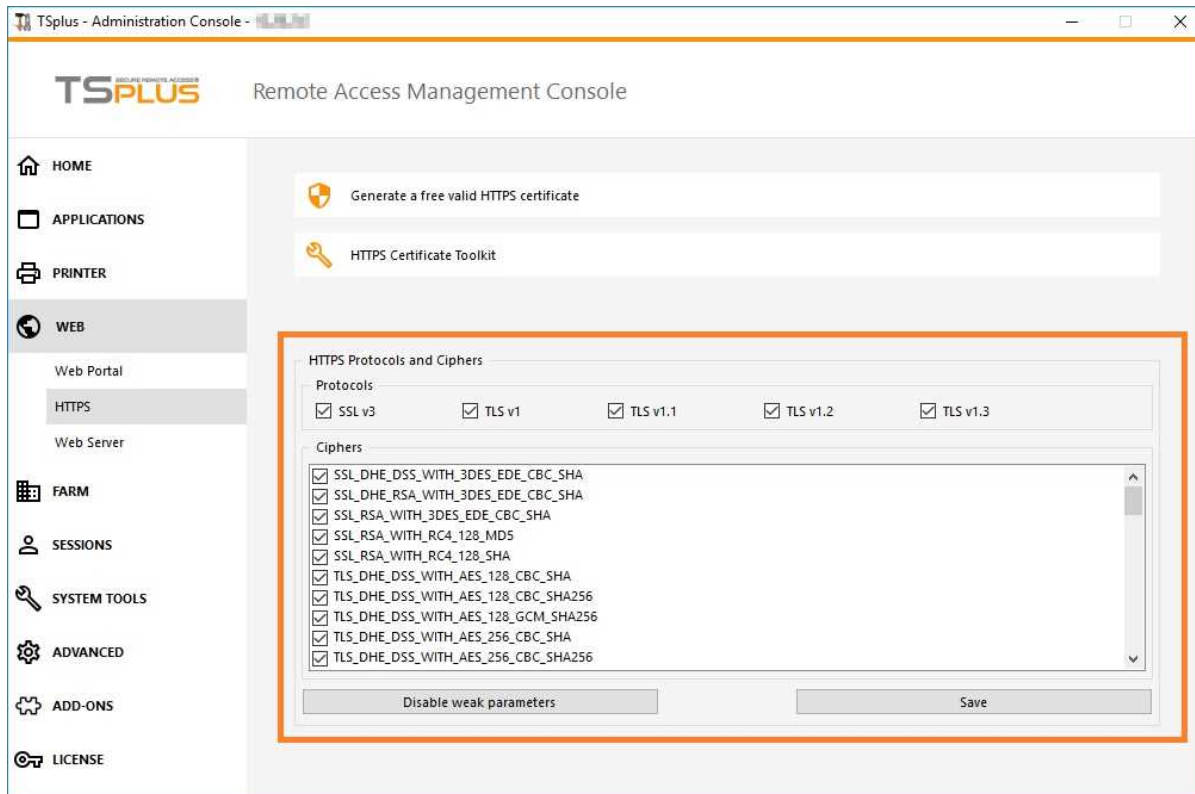 TSplus - Administration Console -
TSPLUS SECURE REMOTE ACCESS®
Remote Access Management Console
HOME
APPLICATIONS
PRINTER
WEB
Web Portal
HTTPS
Web Server
FARM
SESSIONS
SYSTEM TOOLS
ADVANCED
ADD-ONS
LICENSE
Generate a free valid HTTPS certificate
HTTPS Certificate Toolkit
HTTPS Protocols and Ciphers
Protocols
SSL v3 TLS v1 TLS v1.1 TLS v1.2 TLS v1.3
Ciphers
SSL_DHE_DSS_WITH_3DES_EDE_CBC_SHA
SSL_DHE_RSA_WITH_3DES_EDE_CBC_SHA
SSL_RSA_WITH_3DES_EDE_CBC_SHA
SSL_RSA_WITH_RC4_128_MD5
SSL_RSA_WITH_RC4_128_SHA
TLS_DHE_DSS_WITH_AES_128_CBC_SHA
TLS_DHE_DSS_WITH_AES_128_CBC_SHA256
TLS_DHE_DSS_WITH_AES_128_GCM_SHA256
TLS_DHE_DSS_WITH_AES_256_CBC_SHA
TLS_DHE_DSS_WITH_AES_256_CBC_SHA256
Disable weak parameters Save